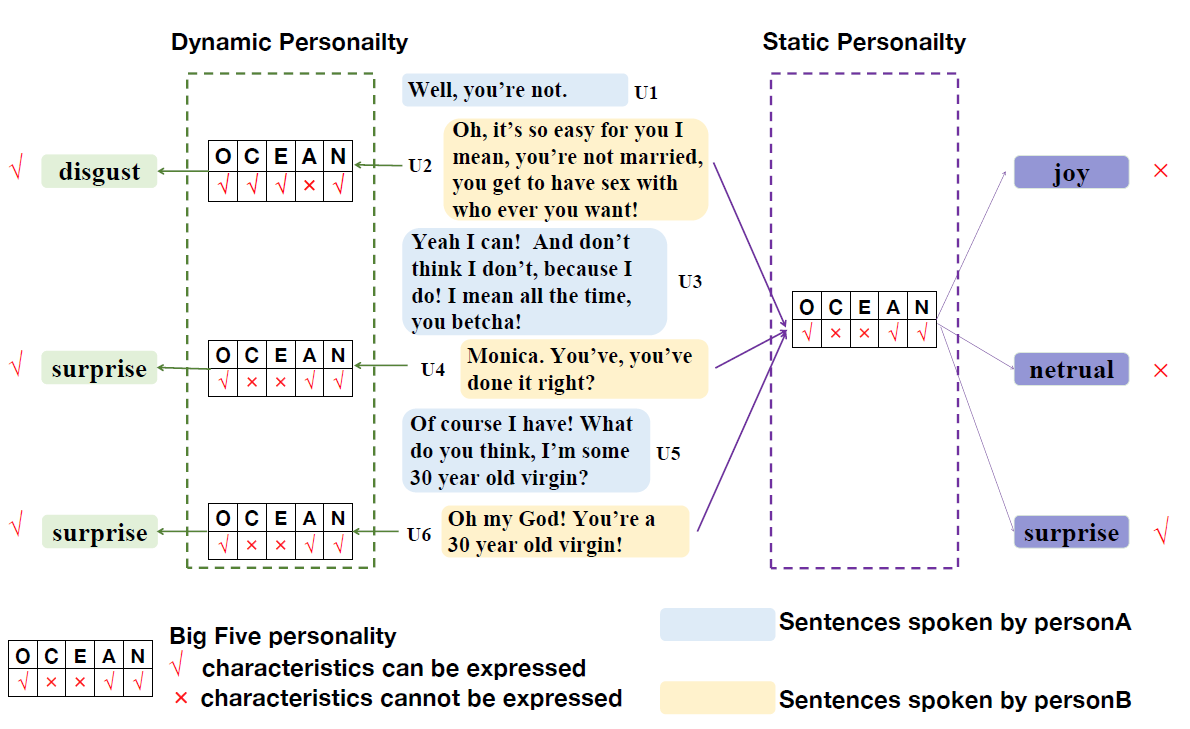 Dynamic Personailty
Static Personailty
Well, you're not.
U1
Oh, it's so easy for you I
mean, you're not married,
you get to have sex with
who ever you want!
U2
O C E A N
√ √ √ × √
disgust
√
Yeah I can! And don't
think I don't, because I
do! I mean all the time,
you betcha!
U3
Monica. You've, you've
done it right?
U4
O C E A N
√ × × √ √
surprise
√
Of course I have! What
do you think, I'm some
30 year old virgin?
U5
Oh my God! You're a
30 year old virgin!
U6
O C E A N
√ × × √ √
surprise
√
O C E A N
√ × × √ √
joy
×
netrual
×
surprise
√
O C E A N
√ × × √ √
Big Five personality
√ characteristics can be expressed
× characteristics cannot be expressed
Sentences spoken by personA
Sentences spoken by personB